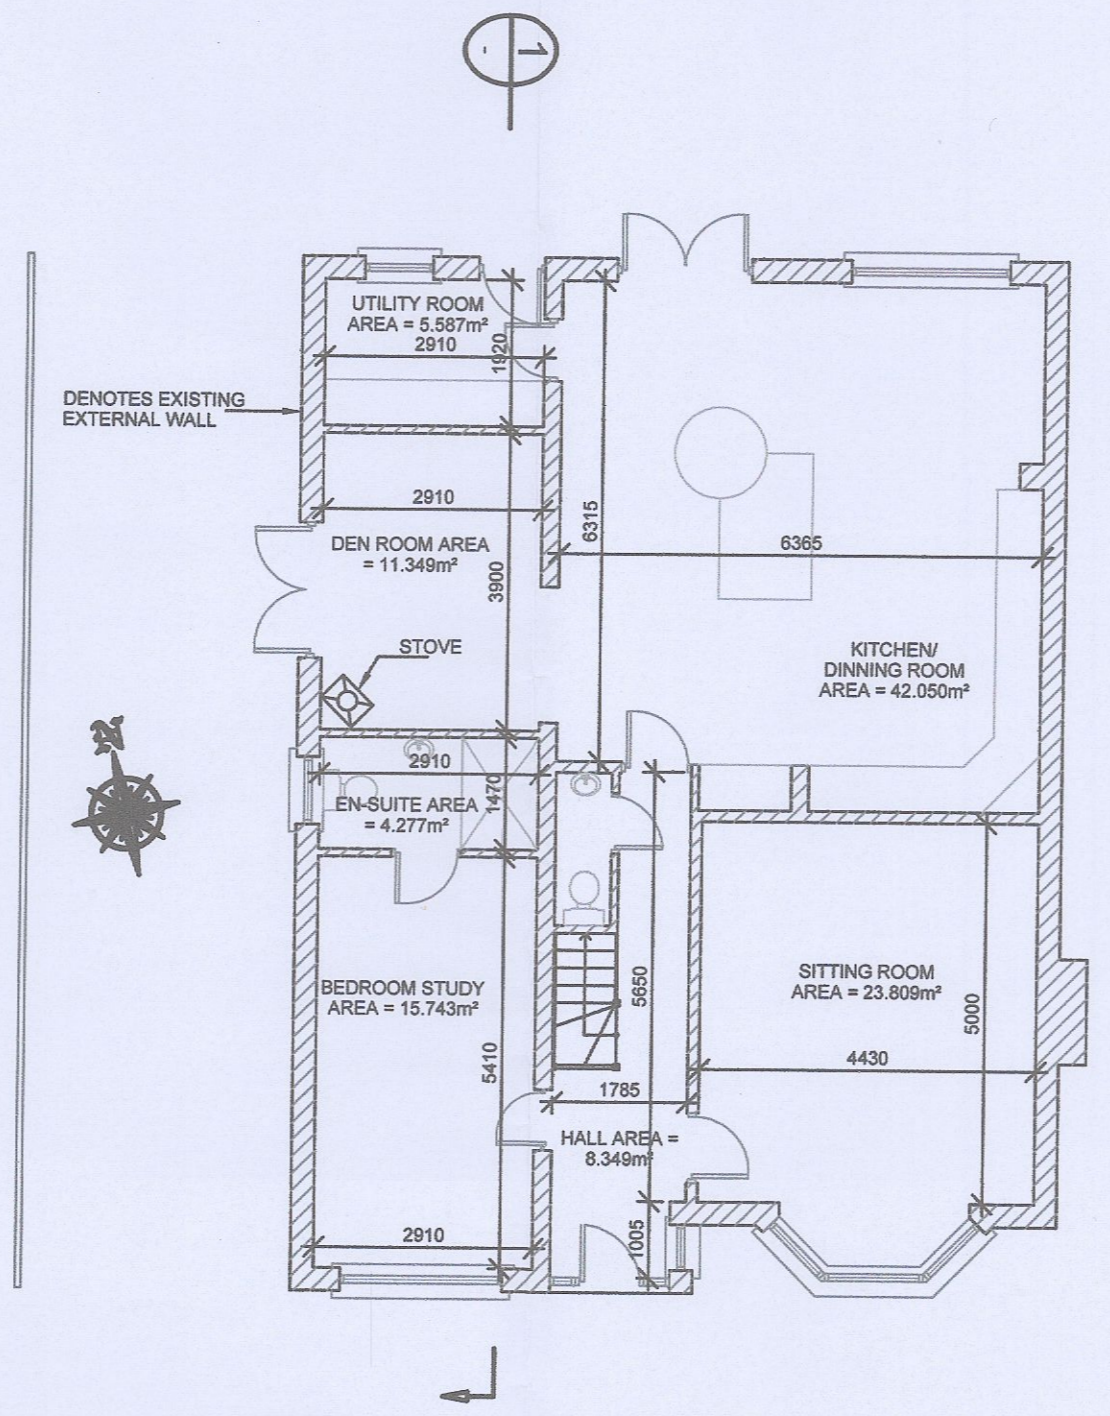 1
-
UTILITY ROOM
AREA = 5.587m²
2910
1920
DENOTES EXISTING
EXTERNAL WALL
2910
DEN ROOM AREA
= 11.349m²
3900
STOVE
6315
6365
KITCHEN/
DINNING ROOM
AREA = 42.050m²
N
2910
1470
EN-SUITE AREA
= 4.277m²
BEDROOM STUDY
AREA = 15.743m²
5410
2910
5650
1785
HALL AREA =
8.349m²
1005
SITTING ROOM
AREA = 23.809m²
5000
4430